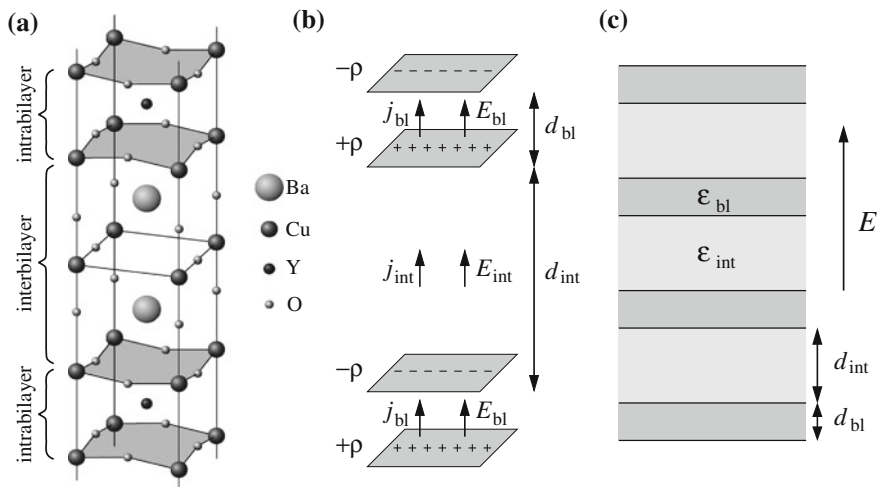 (a)
intrabilayer
interbilayer
intrabilayer
Ba
Cu
Y
O
(b)
−ρ
− − − − − − −
j_bl E_bl
d_bl
+ρ
+ + + + + + +
j_int E_int
d_int
−ρ
− − − − − − −
j_bl E_bl
+ρ
+ + + + + + +
(c)
ε_bl
ε_int
E
d_int
d_bl